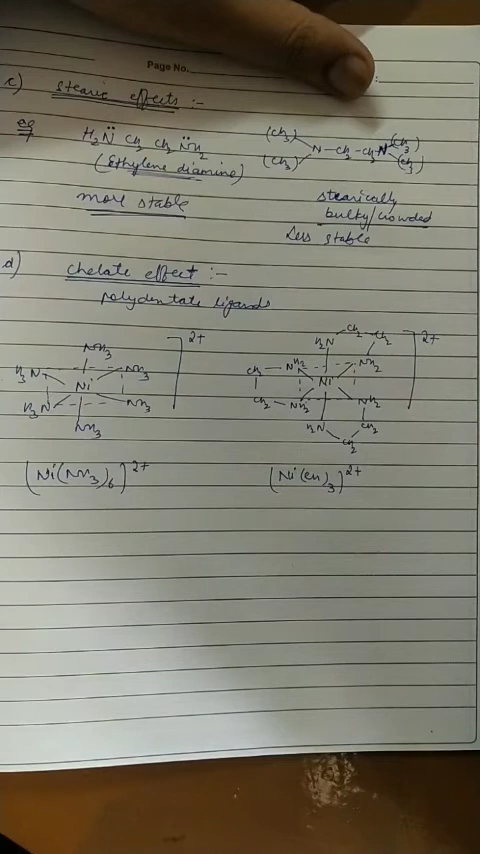 Page No.
c) Stearic effects :-
eg H2N̈ CH2 CH2 N̈H2
(Ethylene diamine)
more stable
(CH3) (CH3) N - CH2 - CH2 N (CH3) (CH3)
stearically
bulky/crowded
Less stable
d) Chelate effect :-
polydentate ligands
NH3 ] 2+
H3N NH3
Ni
H3N NH3
NH3
H2N CH2 CH2 ] 2+
CH2 - NH2 NH2
Ni
CH2 - NH2 NH2
H2N CH2
CH2
(Ni(NH3)6)2+
(Ni(en)3)2+